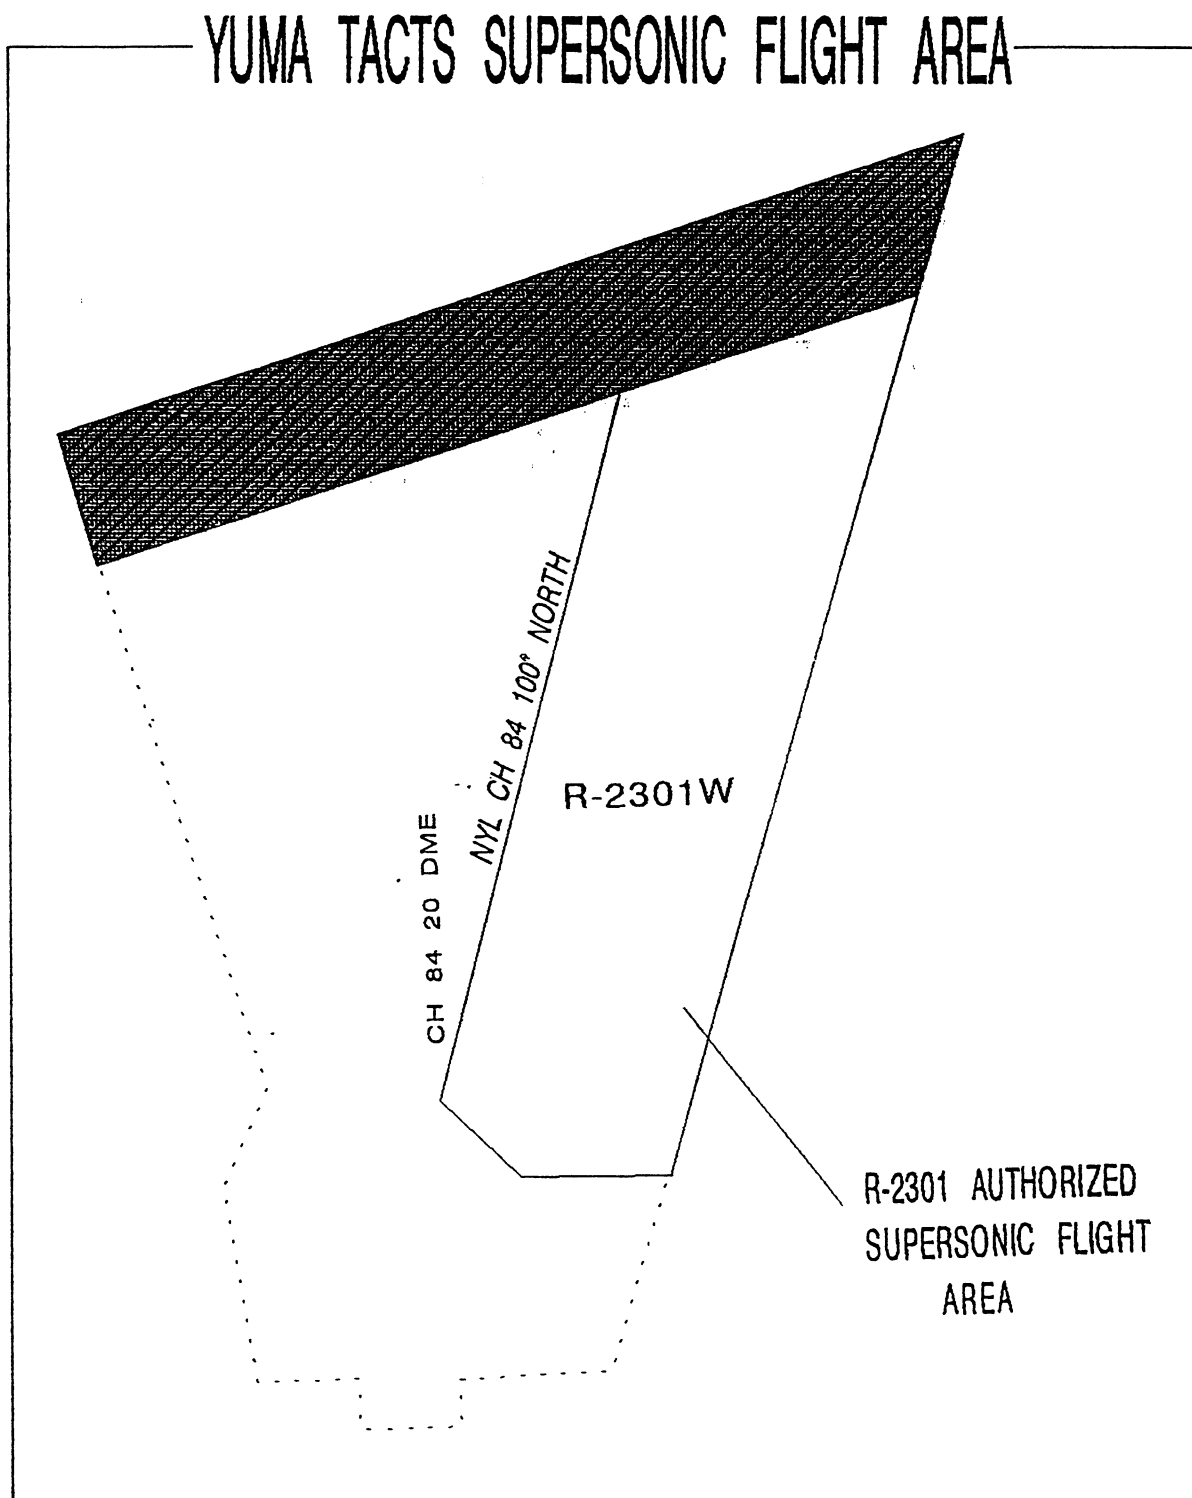 YUMA TACTS SUPERSONIC FLIGHT AREA
NYL CH 84 100° NORTH
R-2301W
CH 84 20 DME
R-2301 AUTHORIZED
SUPERSONIC FLIGHT
AREA